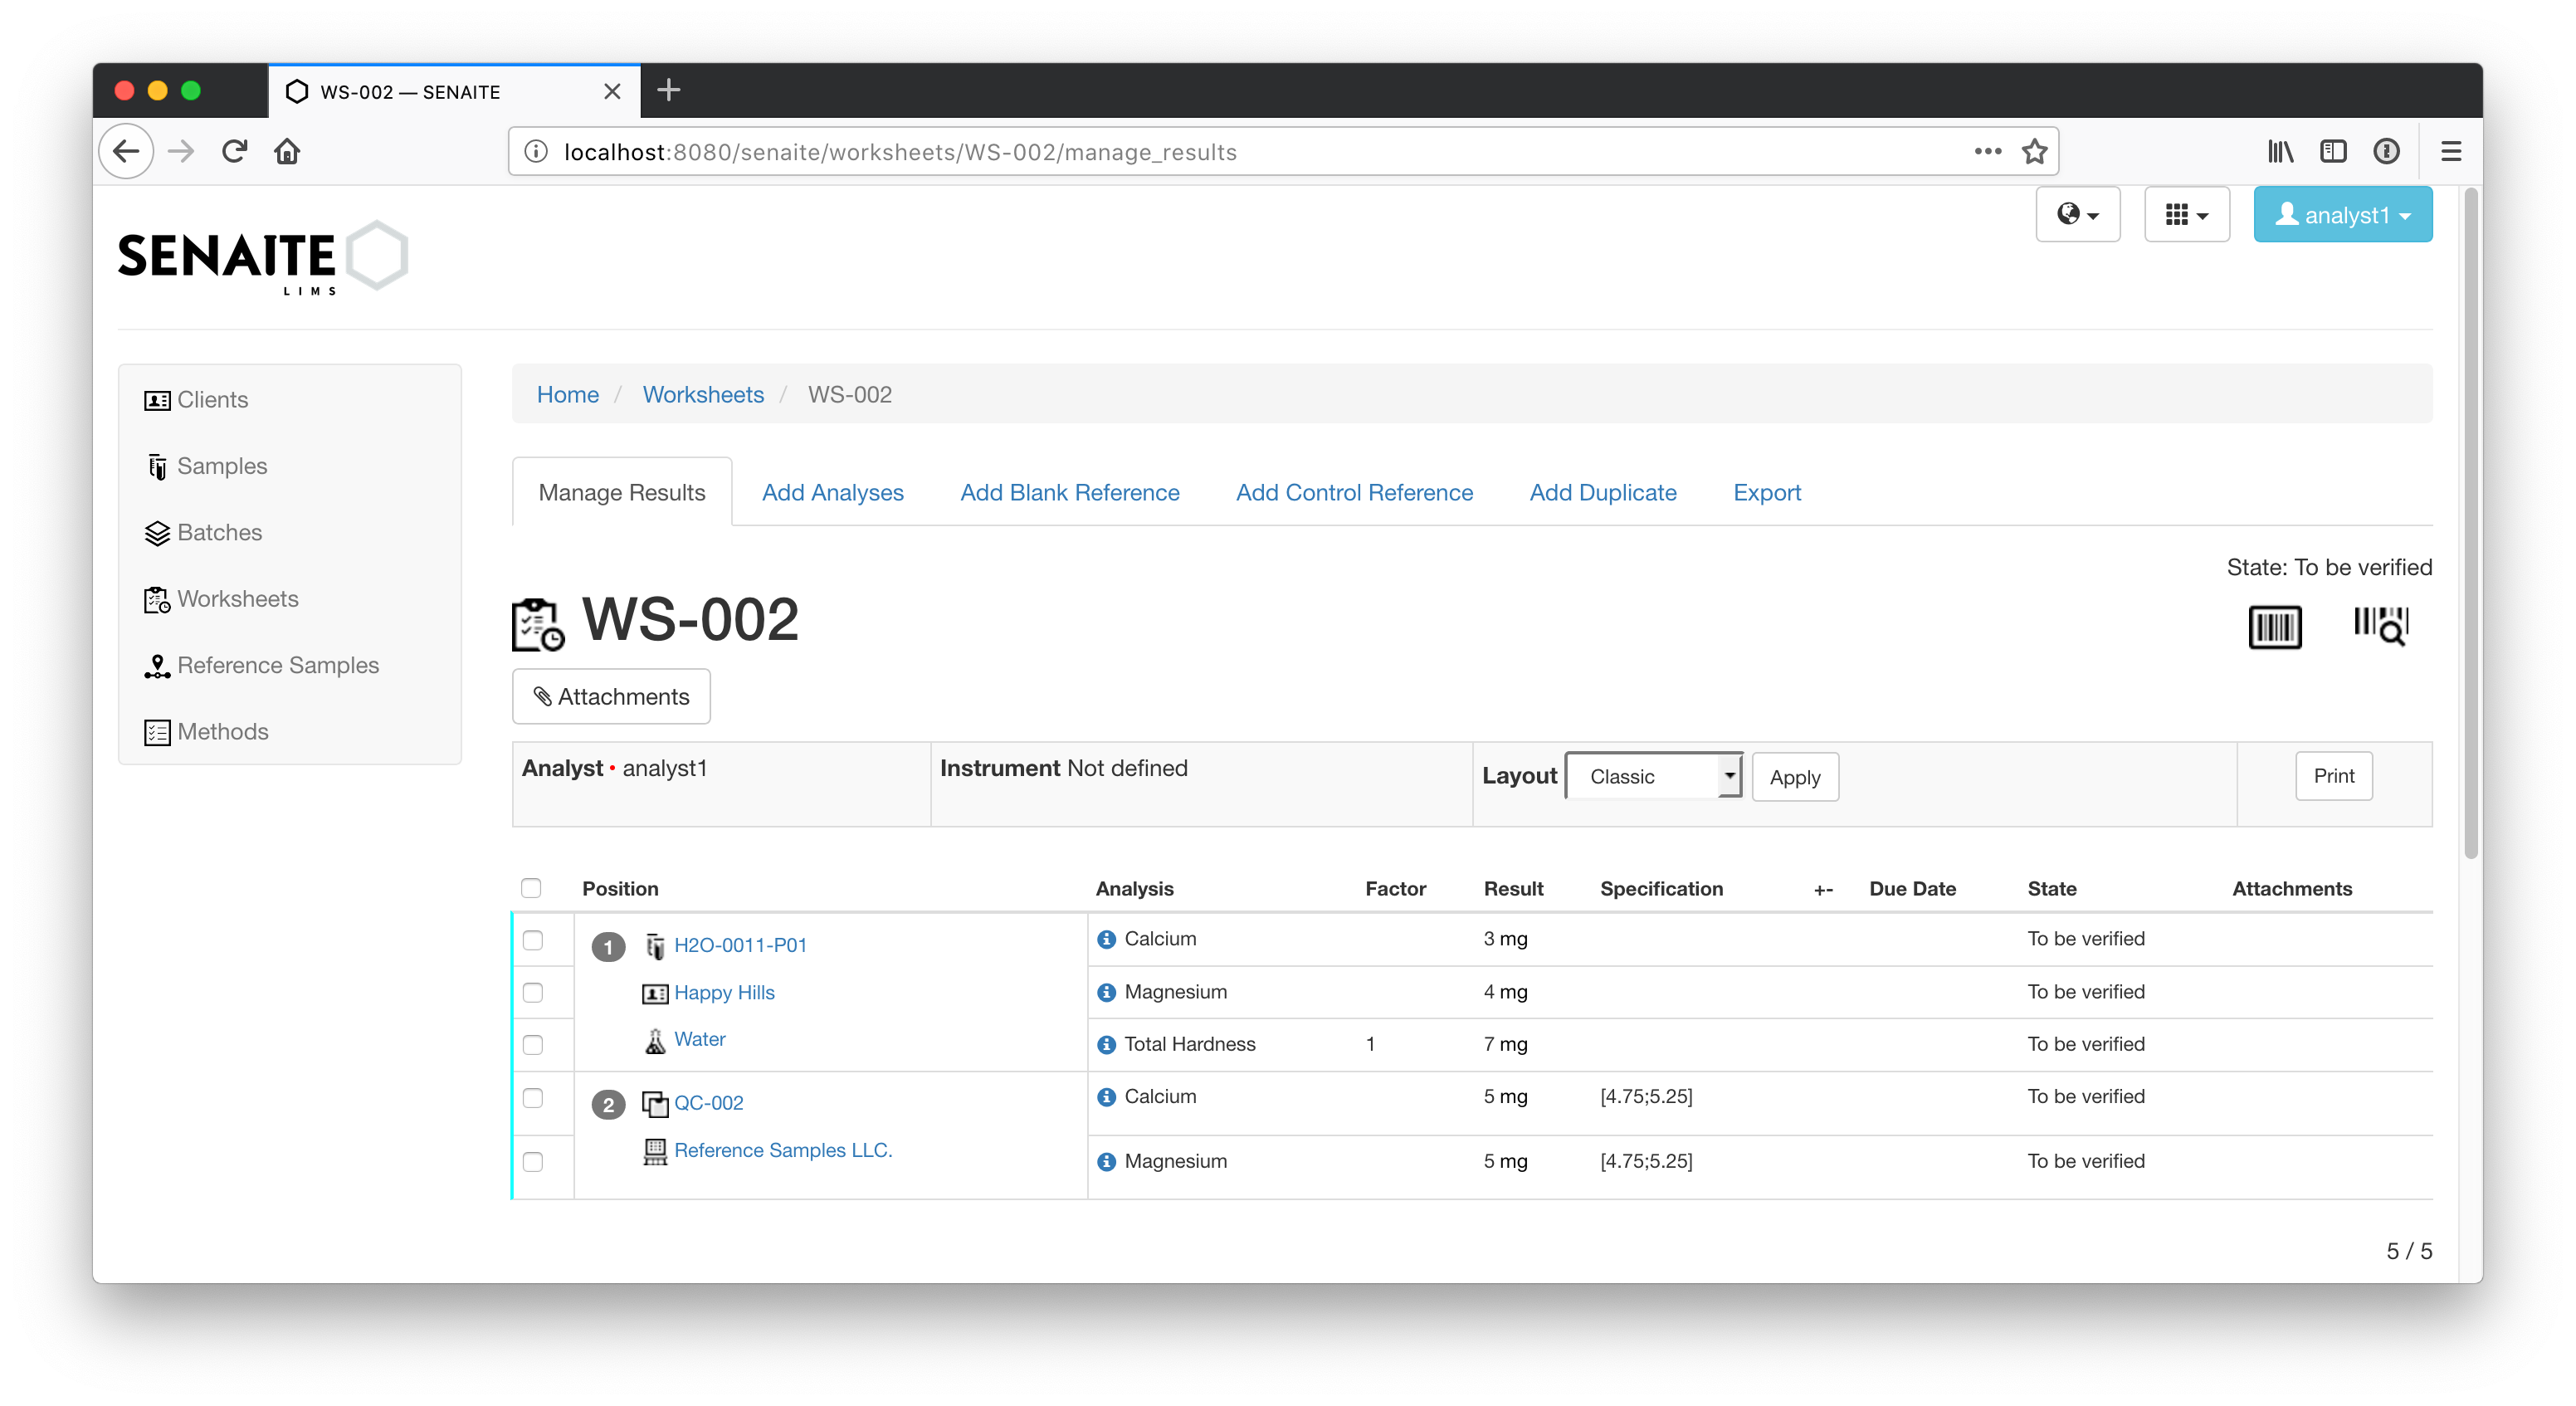 WS-002 — SENAITE
localhost:8080/senaite/worksheets/WS-002/manage_results
analyst1
SENAITE
LIMS
Clients
Samples
Batches
Worksheets
Reference Samples
Methods
Home / Worksheets / WS-002
Manage Results Add Analyses Add Blank Reference Add Control Reference Add Duplicate Export
State: To be verified
WS-002
Attachments
Analyst • analyst1 Instrument Not defined Layout Classic Apply Print
Position Analysis Factor Result Specification +- Due Date State Attachments
1 H2O-0011-P01 Calcium 3 mg To be verified
Happy Hills Magnesium 4 mg To be verified
Water Total Hardness 1 7 mg To be verified
2 QC-002 Calcium 5 mg [4.75;5.25] To be verified
Reference Samples LLC. Magnesium 5 mg [4.75;5.25] To be verified
5 / 5